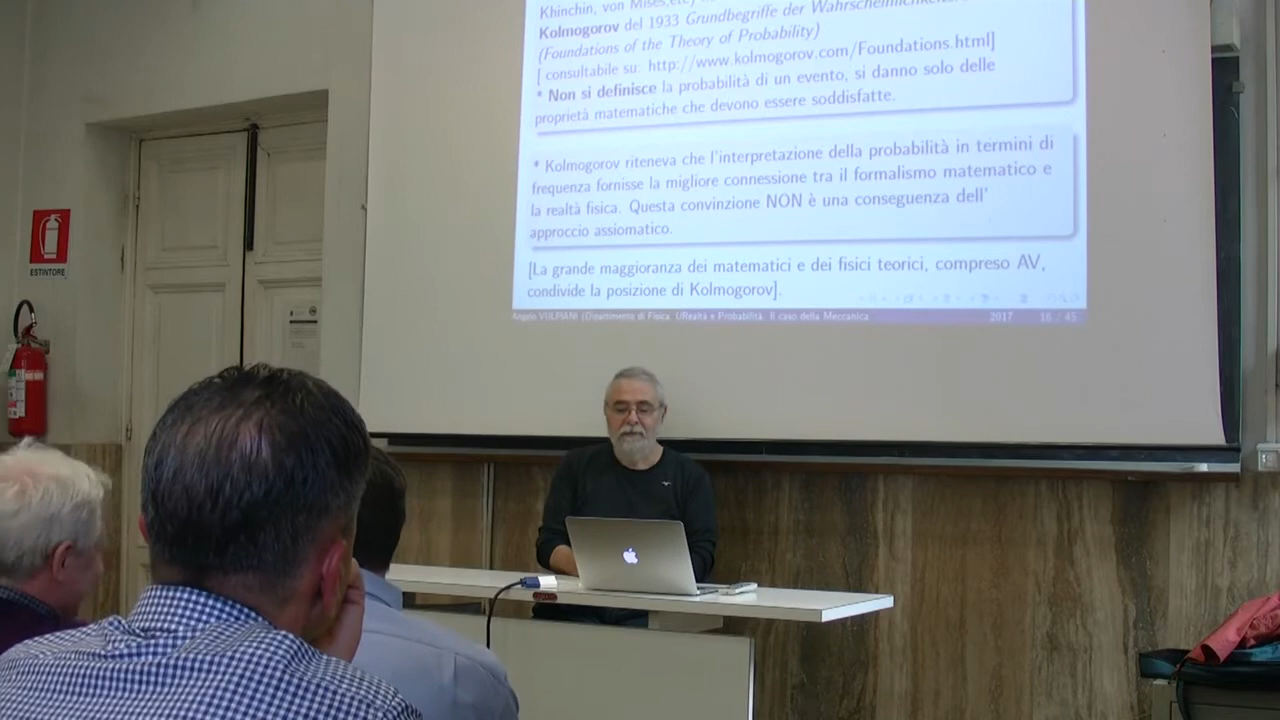 Khinchin, von Mises,etc)
Kolmogorov del 1933 Grundbegriffe der
(Foundations of the Theory of Probability)
[ consultabile su: http://www.kolmogorov.com/Foundations.html]
* Non si definisce la probabilità di un evento, si danno solo delle
proprietà matematiche che devono essere soddisfatte.
* Kolmogorov riteneva che l'interpretazione della probabilità in termini di
frequenza fornisse la migliore connessione tra il formalismo matematico e
la realtà fisica. Questa convinzione NON è una conseguenza dell'
approccio assiomatico.
[La grande maggioranza dei matematici e dei fisici teorici, compreso AV,
condivide la posizione di Kolmogorov].
Angelo VULPIANI (Dipartimento di Fisica, URealtà e Probabilità. Il caso della Meccanica 2017 16 / 45
ESTINTORE